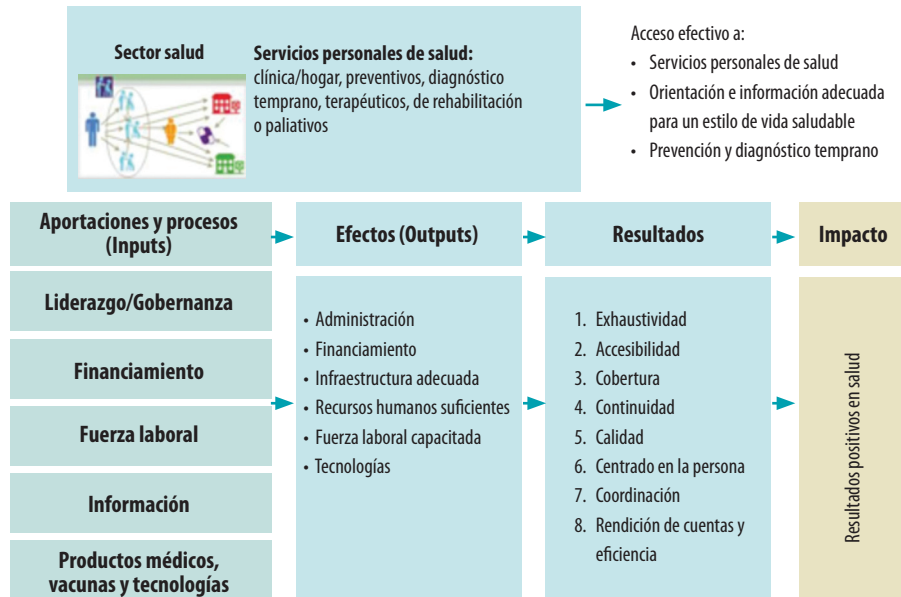 Sector salud
Servicios personales de salud:
clínica/hogar, preventivos, diagnóstico
temprano, terapéuticos, de rehabilitación
o paliativos
Acceso efectivo a:
• Servicios personales de salud
• Orientación e información adecuada
para un estilo de vida saludable
• Prevención y diagnóstico temprano
Aportaciones y procesos
(Inputs)
Efectos (Outputs)
Resultados
Impacto
Liderazgo/Gobernanza
Financiamiento
Fuerza laboral
Información
Productos médicos,
vacunas y tecnologías
• Administración
• Financiamiento
• Infraestructura adecuada
• Recursos humanos suficientes
• Fuerza laboral capacitada
• Tecnologías
1. Exhaustividad
2. Accesibilidad
3. Cobertura
4. Continuidad
5. Calidad
6. Centrado en la persona
7. Coordinación
8. Rendición de cuentas y
eficiencia
Resultados positivos en salud